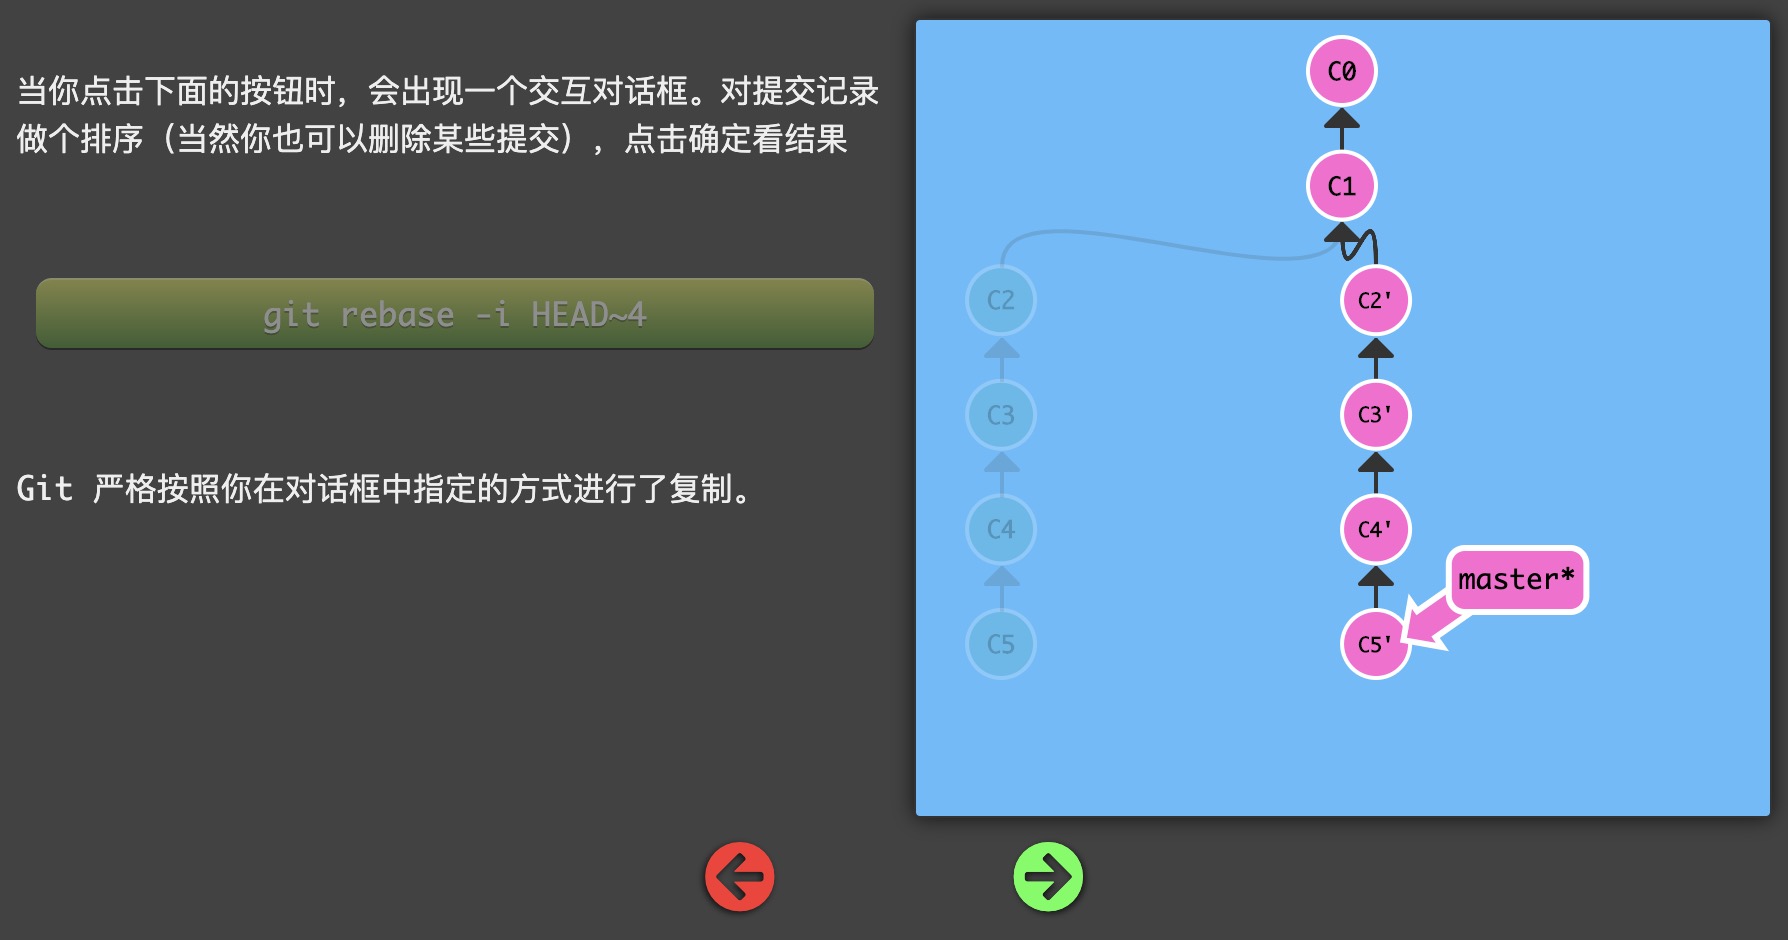 当你点击下面的按钮时，会出现一个交互对话框。对提交记录
做个排序（当然你也可以删除某些提交），点击确定看结果
git rebase -i HEAD~4
Git 严格按照你在对话框中指定的方式进行了复制。
C0
C1
C2
C2'
C3
C3'
C4
C4'
master*
C5
C5'